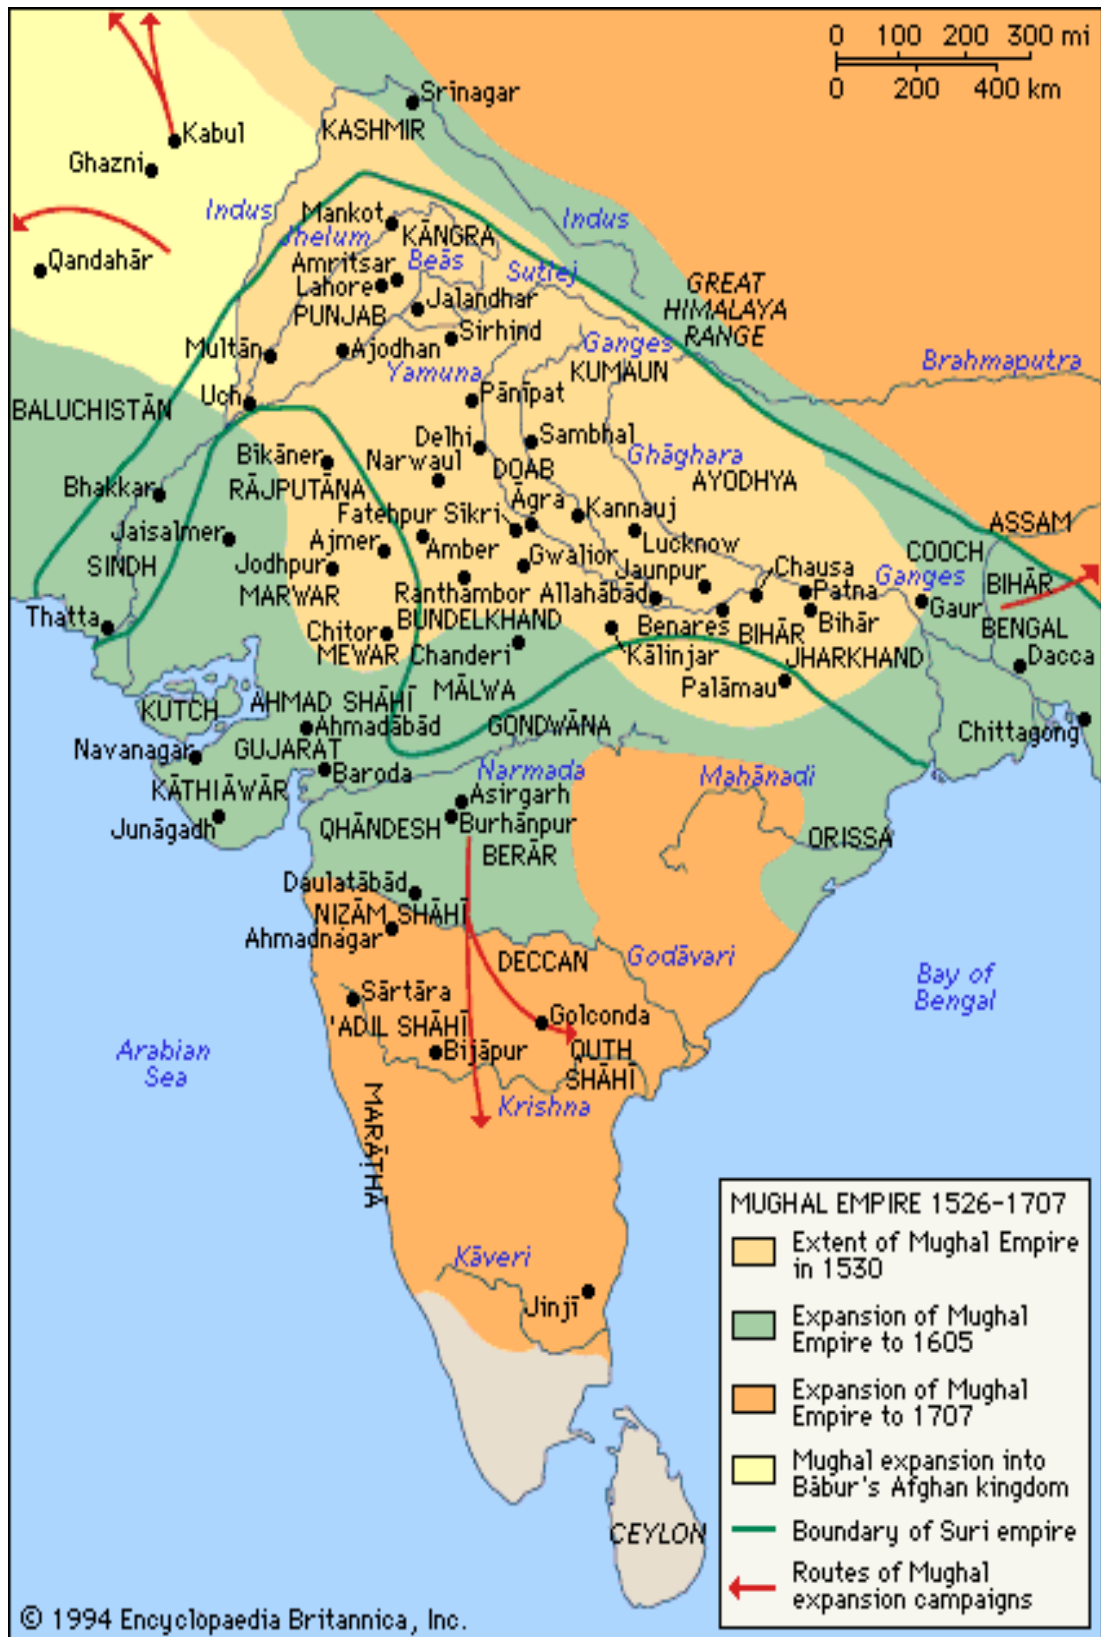 0 100 200 300 mi
0 200 400 km
Srīnagar
KASHMIR
Kabul
Ghazni
Indus
Indus
Mankot
Jhelum
KĀNGRA
Qandahār
Amritsar
Beās
Sutlej
Lahore
Jalandhar
PUNJAB
GREAT
HIMALAYA
RANGE
Sirhind
Multān
Ajodhan
Ganges
Yamuna
KUMAUN
Brahmaputra
Uch
Pānīpat
BALUCHISTĀN
Delhi
Sambhal
Bīkāner
Narwaul
DOAB
Ghāghara
AYODHYA
Bhakkar
RĀJPUTĀNA
Āgra
Kannauj
Fatehpur Sīkri
ASSAM
Jaisalmer
Ajmer
Amber
Lucknow
COOCH
BIHĀR
SINDH
Jodhpur
Gwalior
Jaunpur
Chausa
Ganges
MARWAR
Ranthāmbor
Allahābād
Patna
Gaur
Thatta
BUNDELKHAND
Benares
BIHĀR
Bihār
BENGAL
Chitor
MEWAR
Chanderi
Kālinjar
JHARKHAND
Dacca
MĀLWA
Palāmau
KUTCH
AHMAD SHĀHĪ
Ahmadābād
GONDWĀNA
Chittagong
Navanagar
GUJARAT
Baroda
Narmada
Mahānadi
KĀTHIĀWĀR
Asirgarh
Junāgadh
QHĀNDESH
Burhānpur
BERĀR
ORISSA
Daulatābād
NIZĀM SHĀHĪ
Ahmadnagar
DECCAN
Godāvari
Bay of
Bengal
Sārtāra
Golconda
'ADIL SHĀHĪ
Arabian
Sea
Bijāpur
QUTH
SHĀHĪ
Krishna
MARĀṬHĀ
Kāveri
Jinjī
CEYLON
MUGHAL EMPIRE 1526–1707
Extent of Mughal Empire
in 1530
Expansion of Mughal
Empire to 1605
Expansion of Mughal
Empire to 1707
Mughal expansion into
Bābur's Afghan kingdom
Boundary of Suri empire
Routes of Mughal
expansion campaigns
© 1994 Encyclopaedia Britannica, Inc.